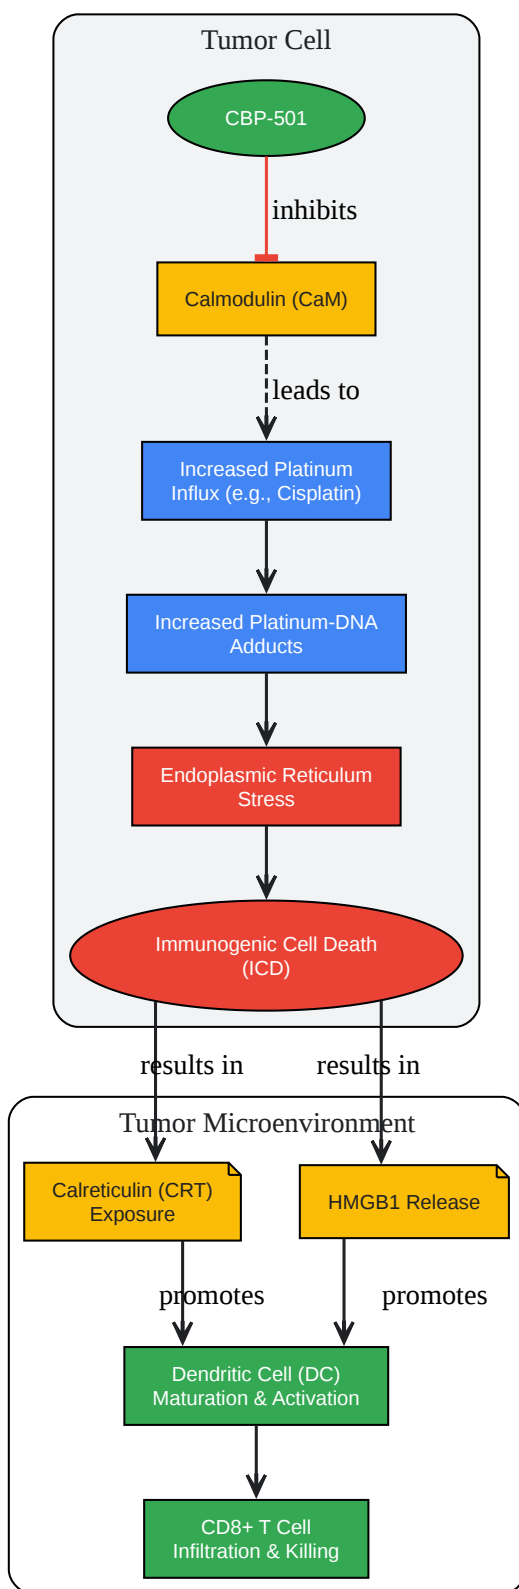 Tumor Cell
CBP-501
inhibits
Calmodulin (CaM)
leads to
Increased Platinum
Influx (e.g., Cisplatin)
Increased Platinum-DNA
Adducts
Endoplasmic Reticulum
Stress
Immunogenic Cell Death
(ICD)
results in
results in
Tumor Microenvironment
Calreticulin (CRT)
Exposure
HMGB1 Release
promotes
promotes
Dendritic Cell (DC)
Maturation & Activation
CD8+ T Cell
Infiltration & Killing